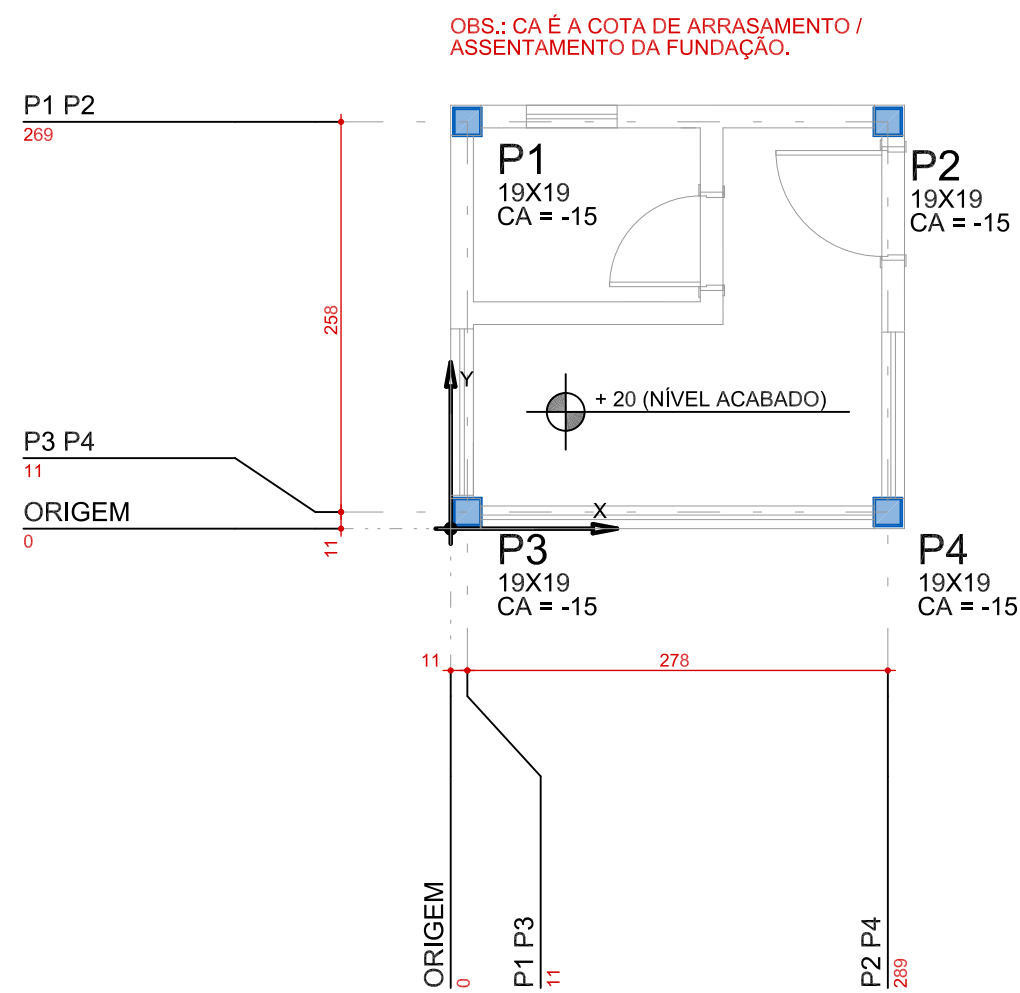 OBS.: CA É A COTA DE ARRASAMENTO /
ASSENTAMENTO DA FUNDAÇÃO.
P1 P2
269
P1
19X19
CA = -15
P2
19X19
CA = -15
258
Y
+ 20 (NÍVEL ACABADO)
P3 P4
11
ORIGEM
0
11
X
P3
19X19
CA = -15
P4
19X19
CA = -15
11
278
ORIGEM
0
P1 P3
11
P2 P4
289